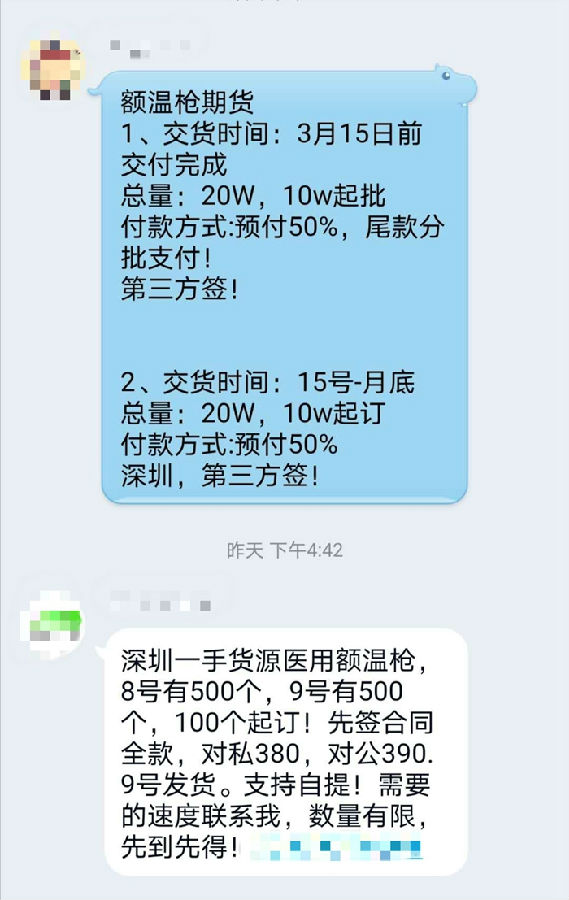 额温枪期货
1、交货时间：3月15日前
交付完成
总量：20W，10w起批
付款方式:预付50%，尾款分
批支付！
第三方签！
2、交货时间：15号-月底
总量：20W，10w起订
付款方式:预付50%
深圳，第三方签！
昨天 下午4:42
深圳一手货源医用额温枪，
8号有500个，9号有500
个，100个起订！先签合同
全款，对私380，对公390.
9号发货。支持自提！需要
的速度联系我，数量有限，
先到先得！